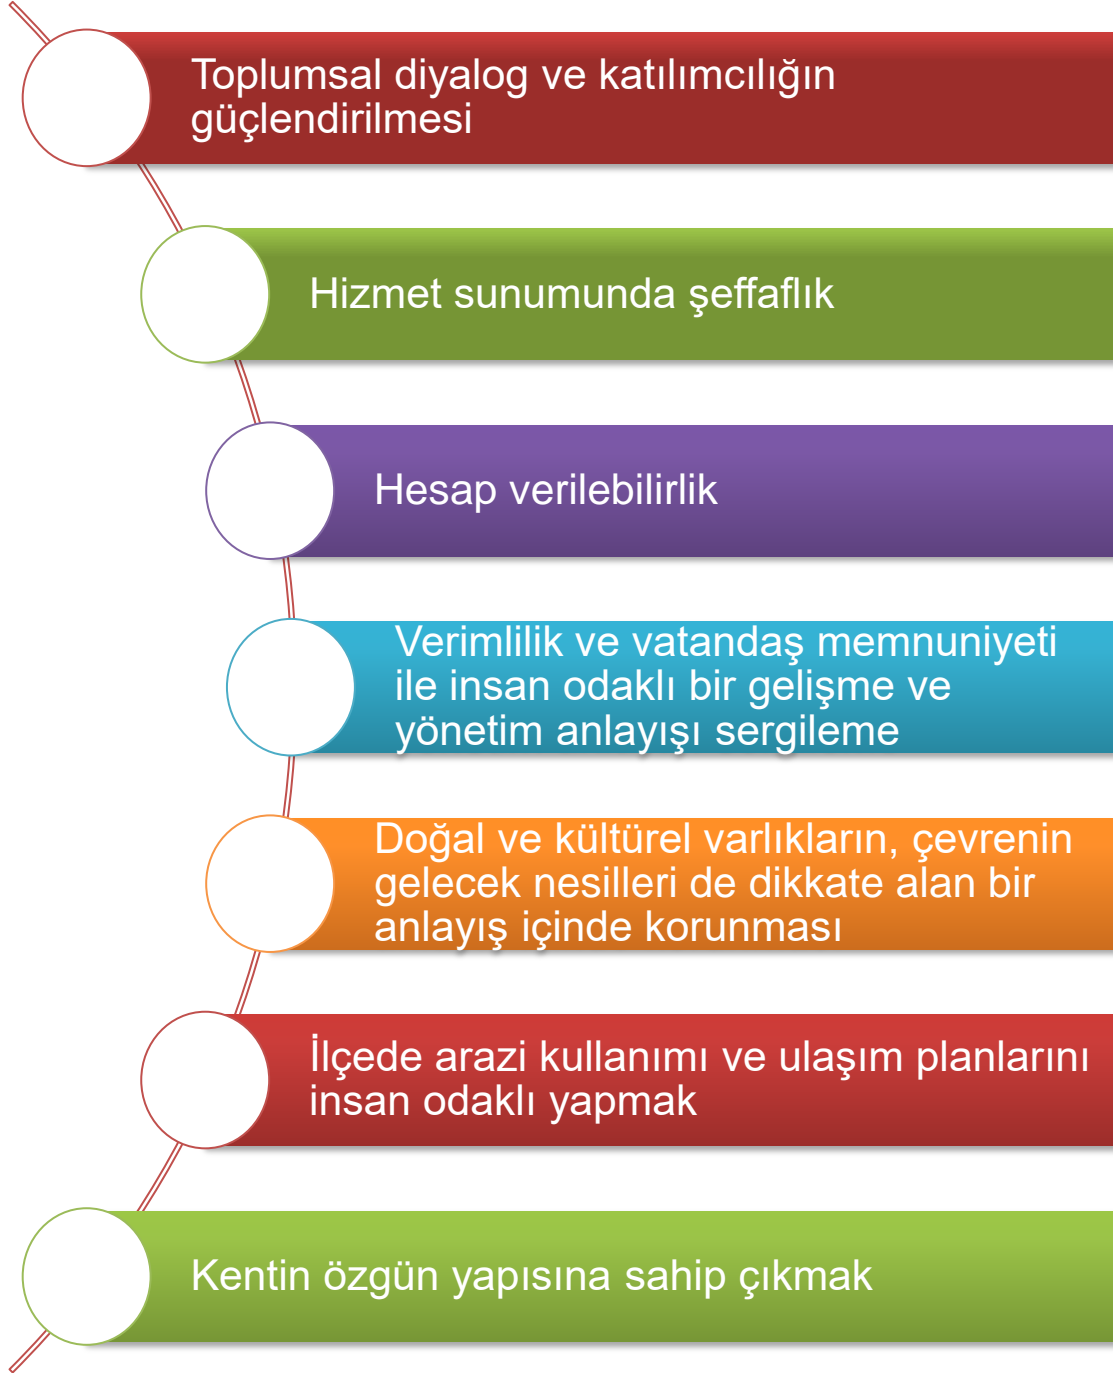 Toplumsal diyalog ve katılımcılığın
güçlendirilmesi
Hizmet sunumunda şeffaflık
Hesap verilebilirlik
Verimlilik ve vatandaş memnuniyeti
ile insan odaklı bir gelişme ve
yönetim anlayışı sergileme
Doğal ve kültürel varlıkların, çevrenin
gelecek nesilleri de dikkate alan bir
anlayış içinde korunması
İlçede arazi kullanımı ve ulaşım planlarını
insan odaklı yapmak
Kentin özgün yapısına sahip çıkmak